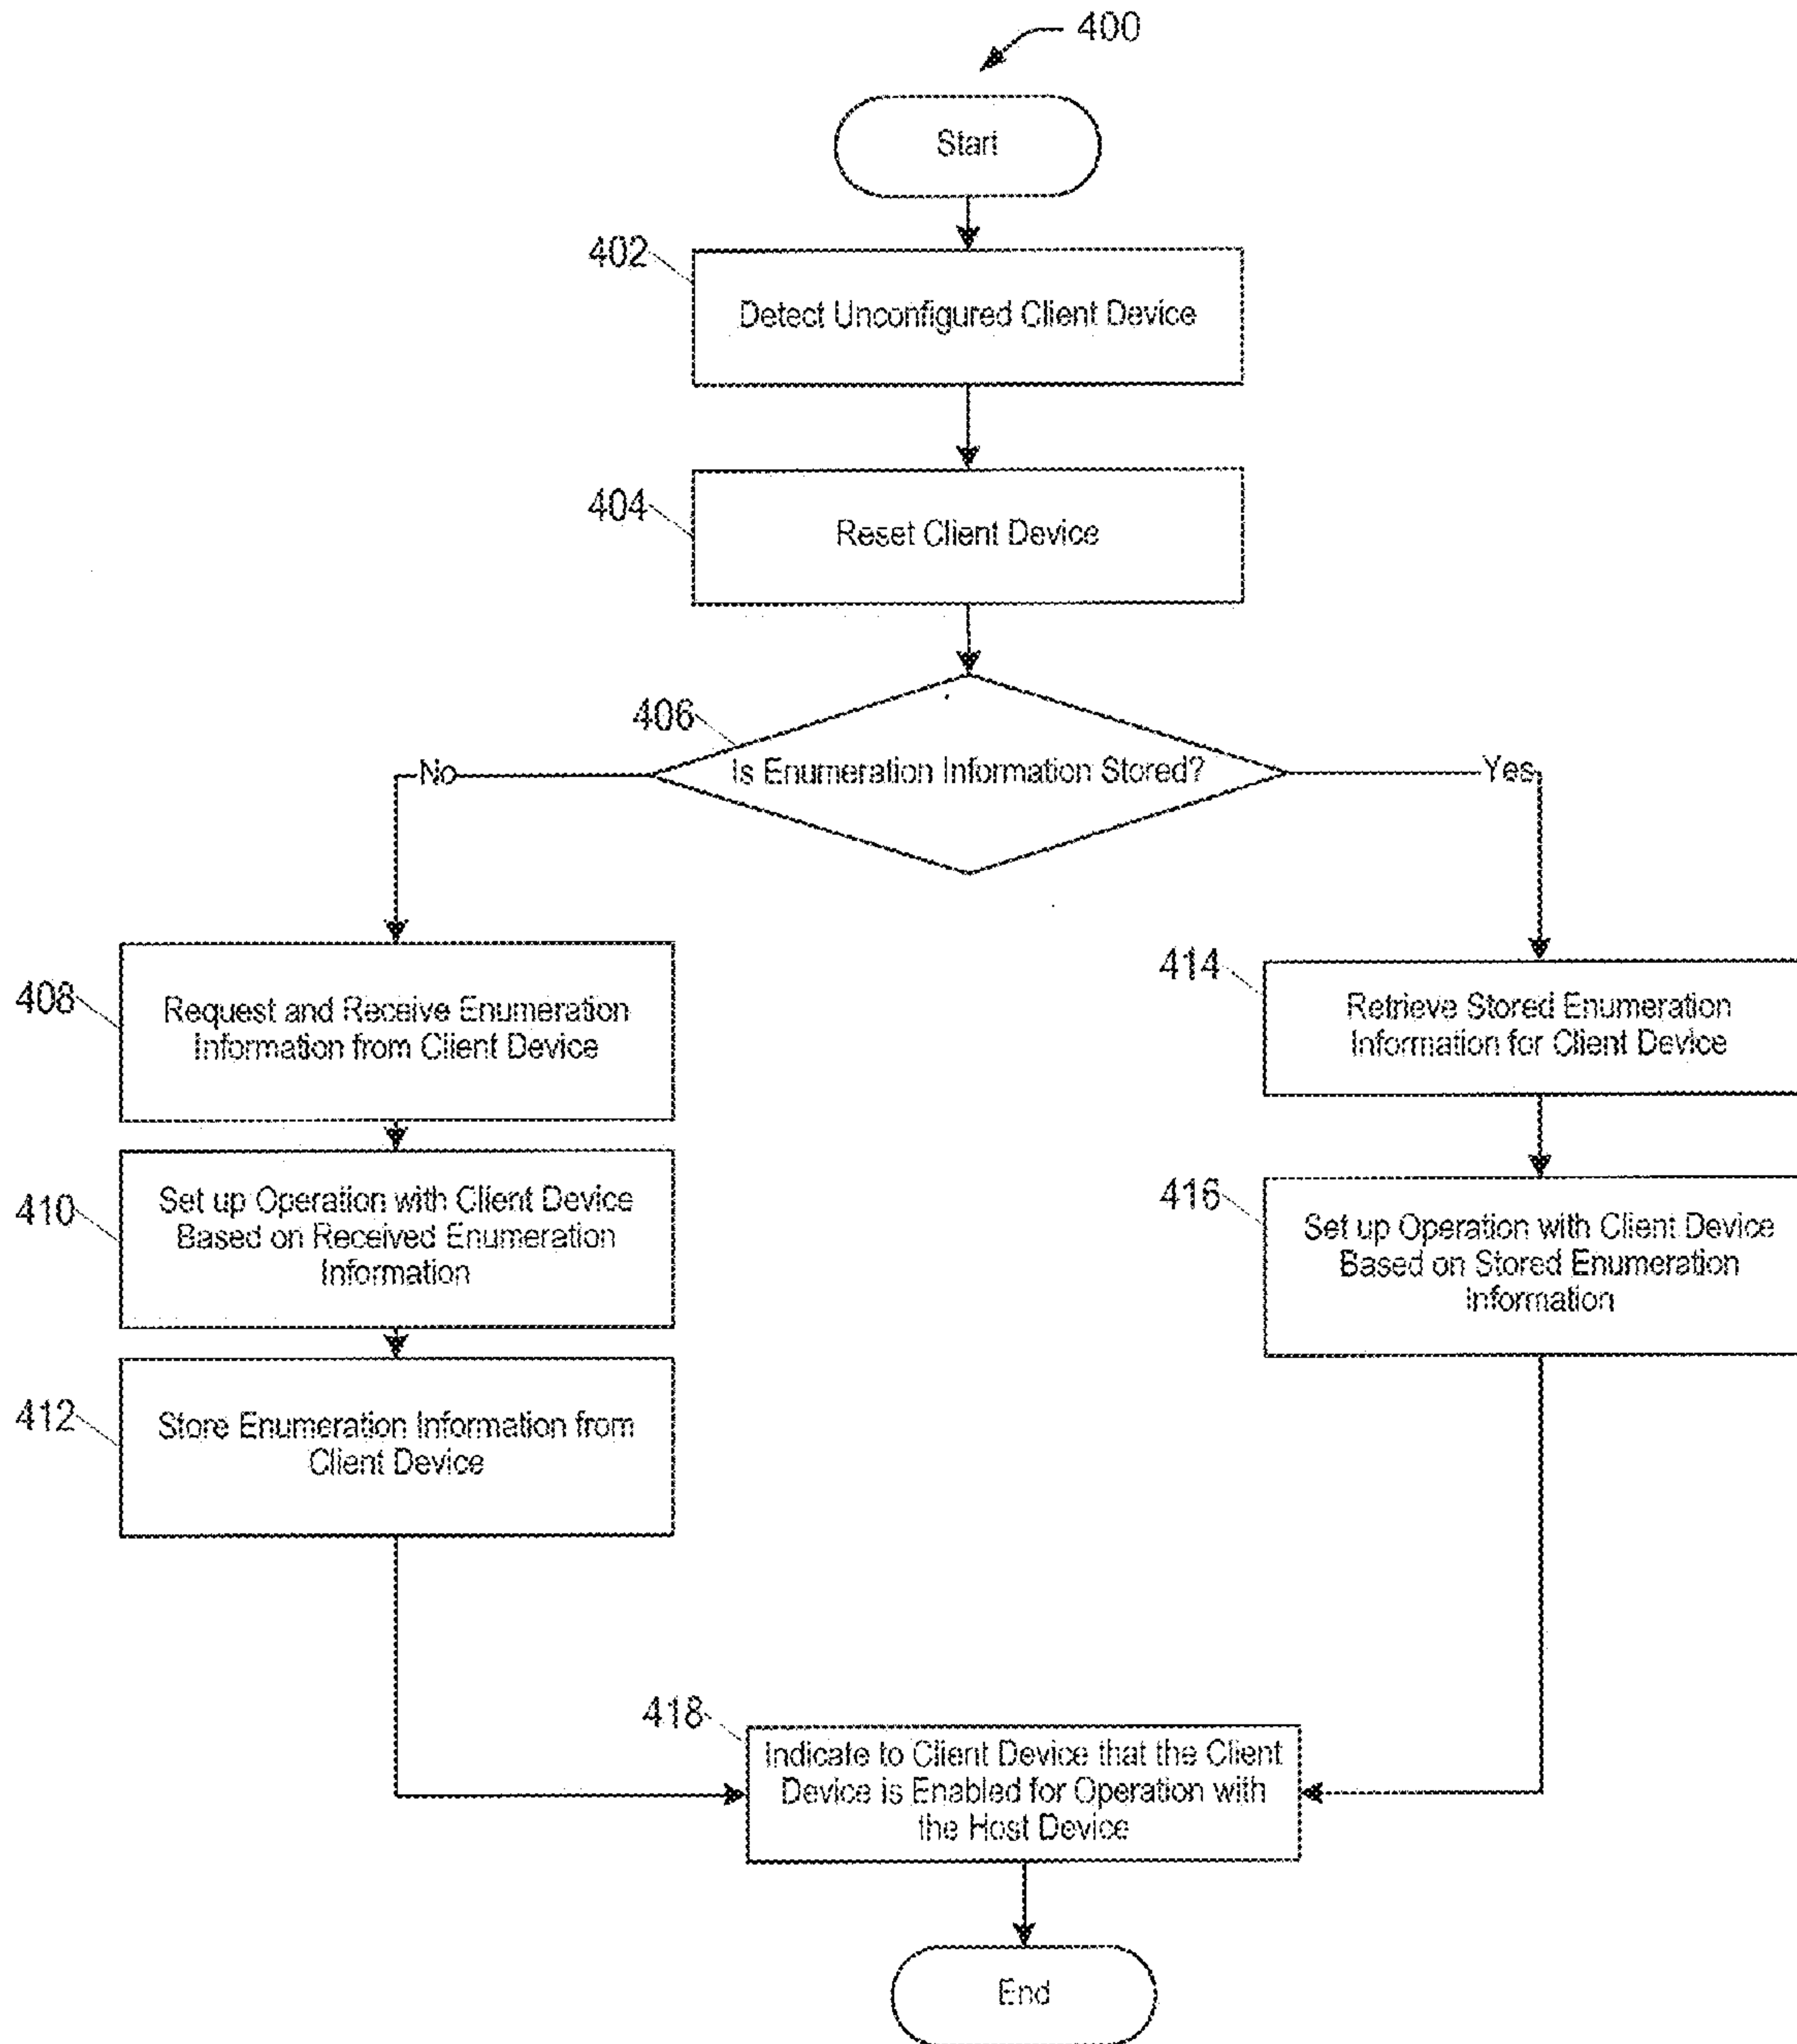 400
Start
402
Detect Unconfigured Client Device
404
Reset Client Device
406
Is Enumeration Information Stored?
No
Yes
408
Request and Receive Enumeration
Information from Client Device
414
Retrieve Stored Enumeration
Information for Client Device
410
Set up Operation with Client Device
Based on Received Enumeration
Information
416
Set up Operation with Client Device
Based on Stored Enumeration
Information
412
Store Enumeration Information from
Client Device
418
Indicate to Client Device that the Client
Device is Enabled for Operation with
the Host Device
End